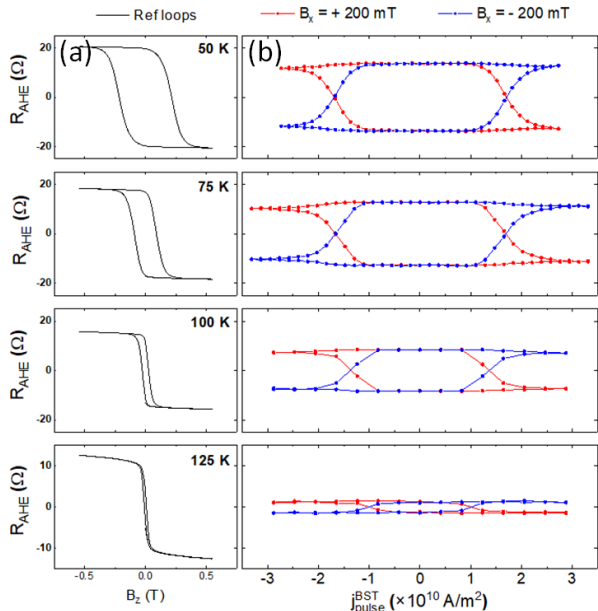 Ref loops B_x = + 200 mT B_x = - 200 mT
(a) 50 K (b)
R_AHE (Ω)
20
0
-20
75 K
R_AHE (Ω)
20
0
-20
100 K
R_AHE (Ω)
20
0
-20
125 K
R_AHE (Ω)
10
0
-10
-0.5 0.0 0.5 -3 -2 -1 0 1 2 3
B_z (T) j_pulse^BST (×10^10 A/m^2)